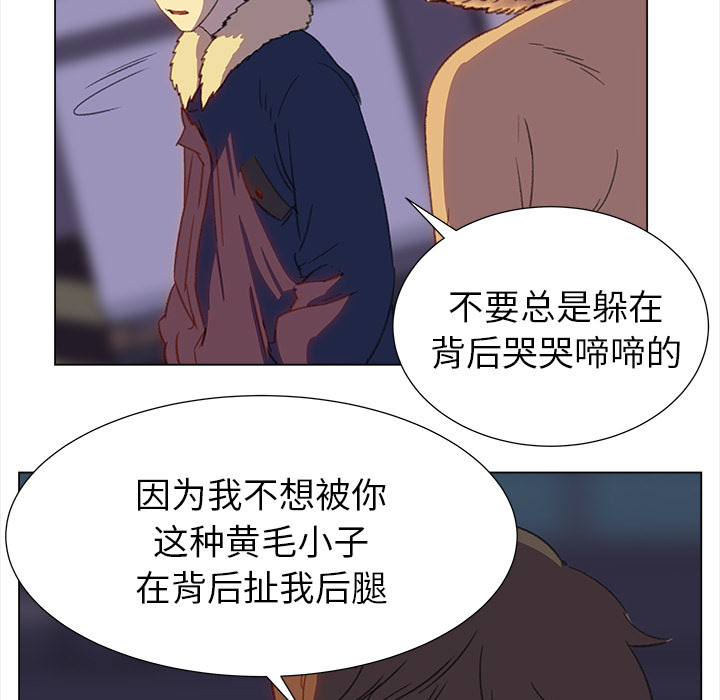 不要总是躲在
背后哭哭啼啼的
因为我不想被你
这种黄毛小子
在背后扯我后腿